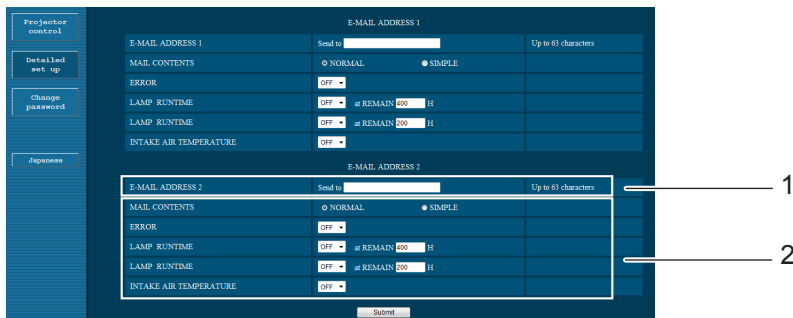 Projector
control
Detailed
set up
Change
password
Japanese
E-MAIL ADDRESS 1
E-MAIL ADDRESS 1 Send to Up to 63 characters
MAIL CONTENTS NORMAL SIMPLE
ERROR OFF
LAMP RUNTIME OFF at REMAIN 400 H
LAMP RUNTIME OFF at REMAIN 200 H
INTAKE AIR TEMPERATURE OFF
E-MAIL ADDRESS 2
E-MAIL ADDRESS 2 Send to Up to 63 characters 1
MAIL CONTENTS NORMAL SIMPLE
ERROR OFF
LAMP RUNTIME OFF at REMAIN 400 H 2
LAMP RUNTIME OFF at REMAIN 200 H
INTAKE AIR TEMPERATURE OFF
Submit